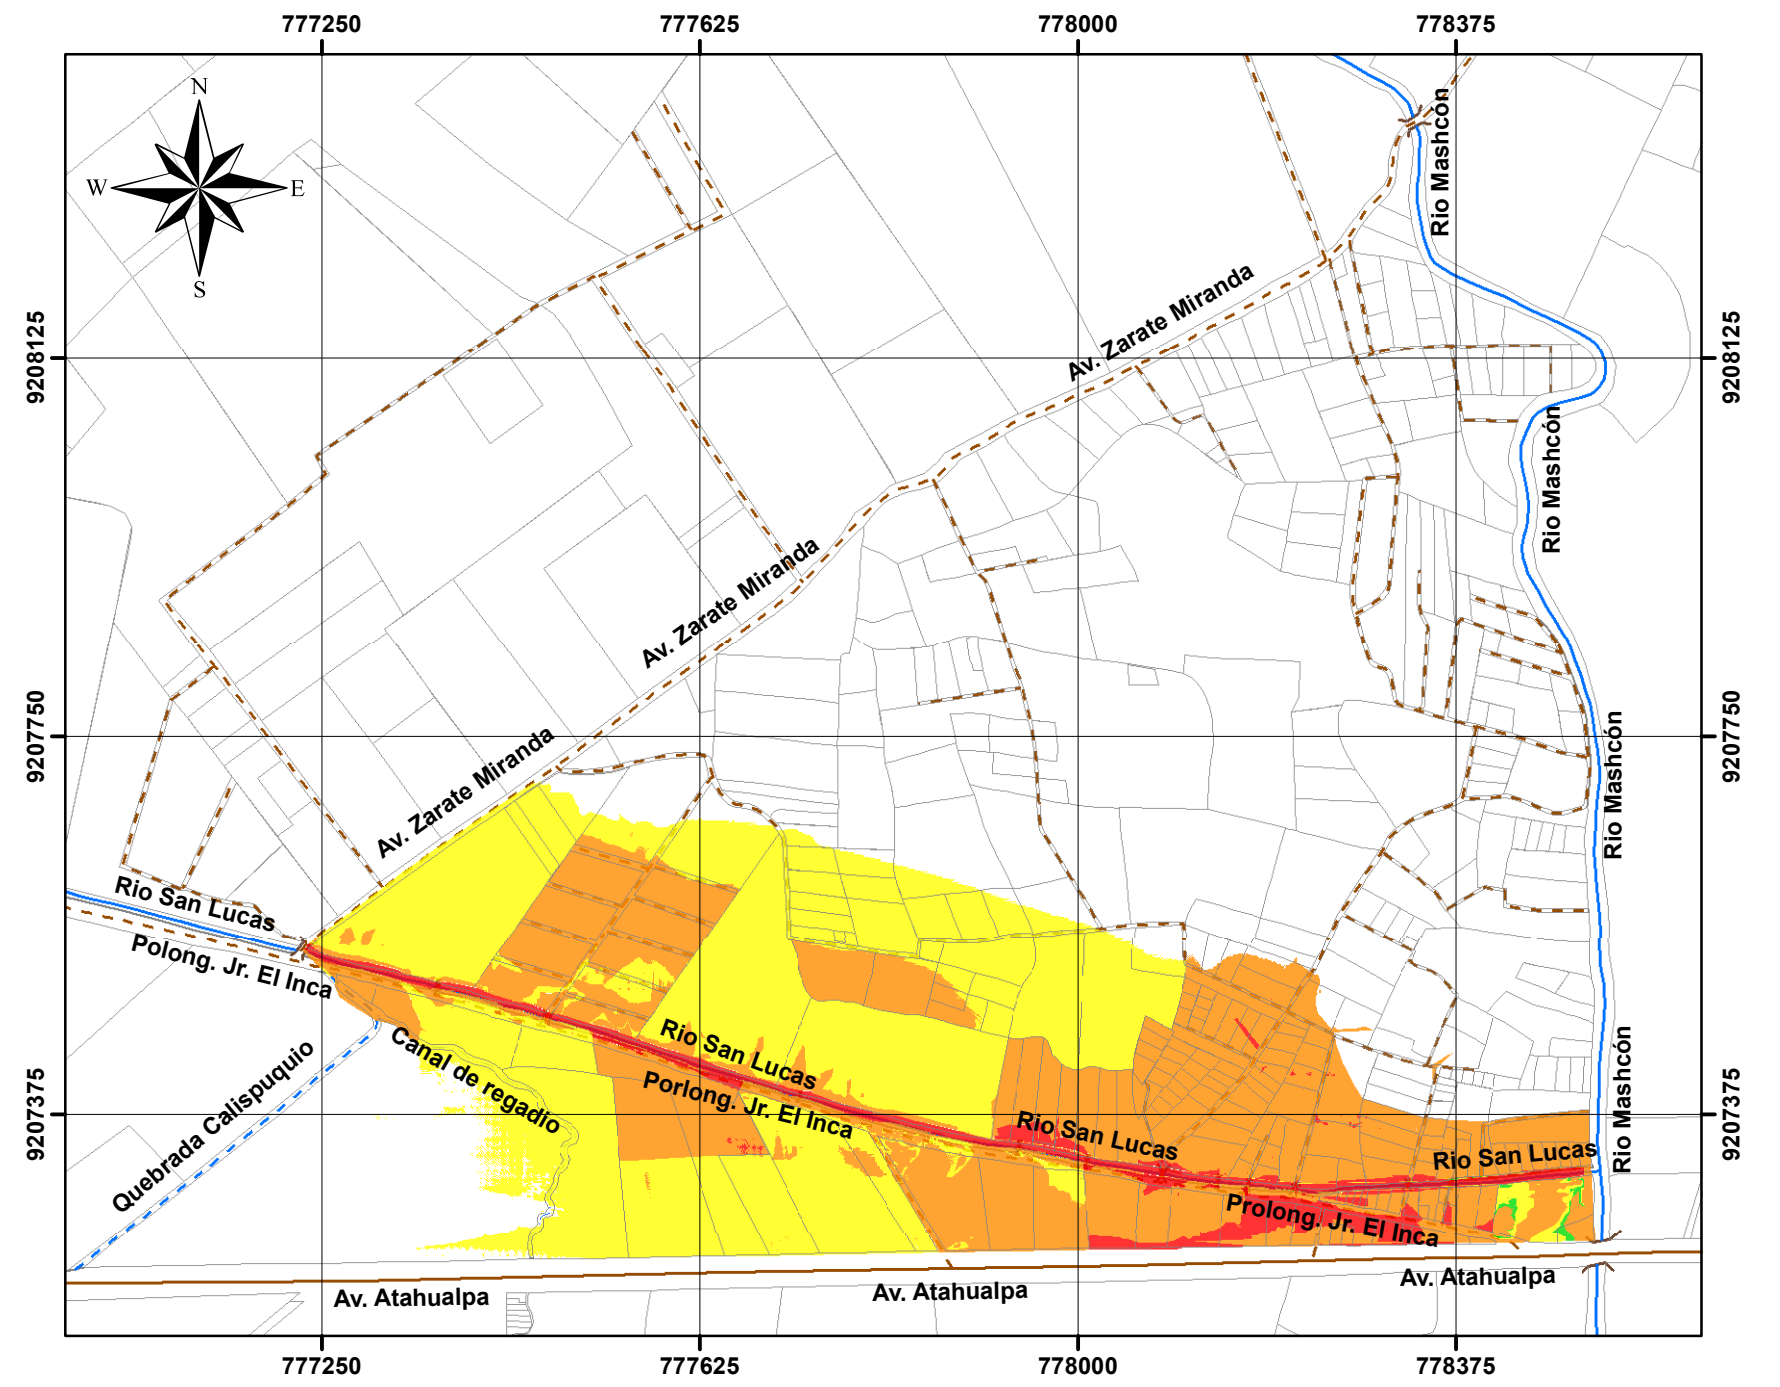 777250
777625
778000
778375
N
W
E
S
Rio Mashcón
Av. Zarate Miranda
9208125
9208125
Rio Mashcón
Av. Zarate Miranda
9207750
9207750
Av. Zarate Miranda
Rio Mashcón
Rio San Lucas
Polong. Jr. El Inca
Canal de regadio
Rio San Lucas
Porlong. Jr. El Inca
Quebrada Calispuquio
9207375
9207375
Rio Mashcón
Rio San Lucas
Rio San Lucas
Prolong. Jr. El Inca
Av. Atahualpa
Av. Atahualpa
Av. Atahualpa
777250
777625
778000
778375